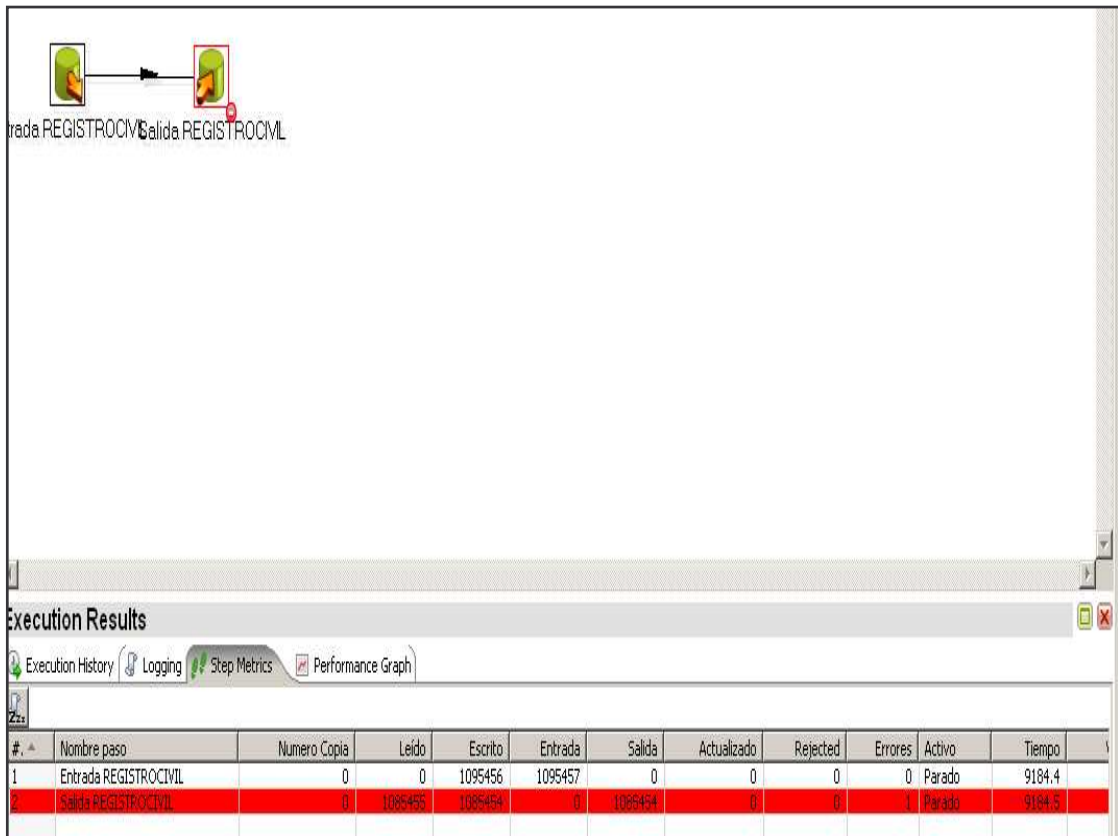 trada REGISTROCIVIL Salida REGISTROCIVIL
Execution Results
Execution History Logging Step Metrics Performance Graph
#. Nombre paso Numero Copia Leído Escrito Entrada Salida Actualizado Rejected Errores Activo Tiempo
1 Entrada REGISTROCIVIL 0 0 1095456 1095457 0 0 0 0 Parado 9184.4
2 Salida REGISTROCIVIL 0 1085455 1085454 0 1085454 0 0 1 Parado 9184.5